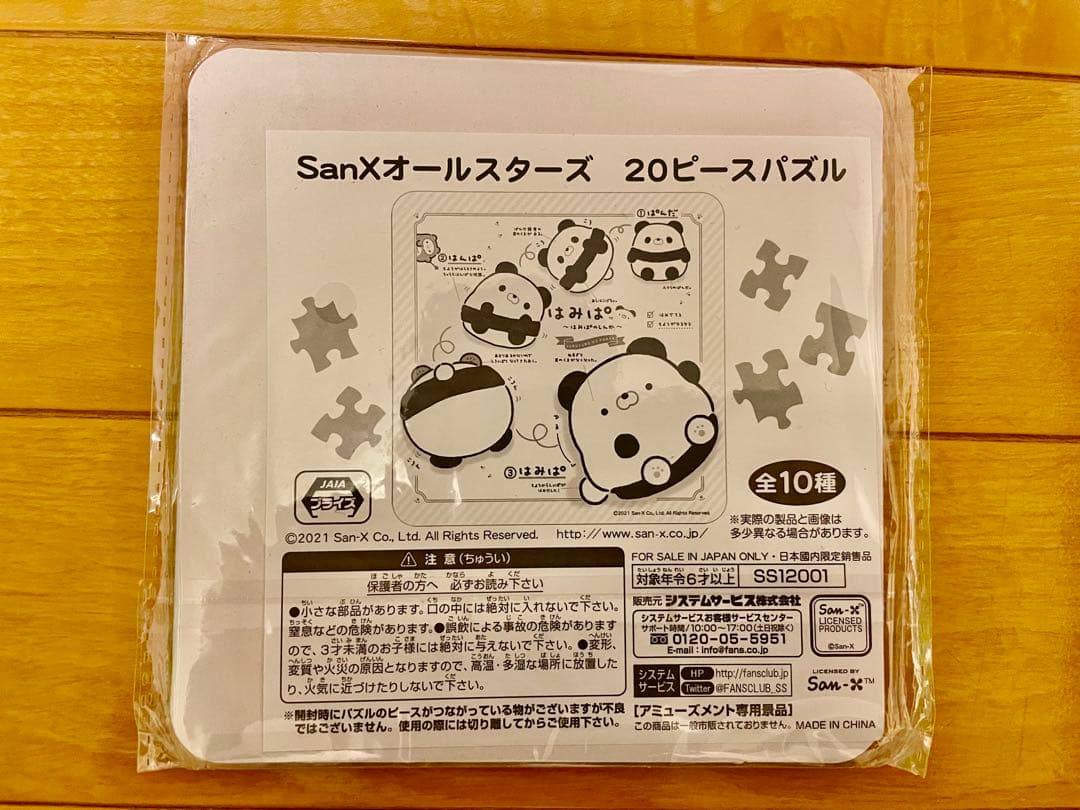 SanXオールスターズ 20ピースパズル
①ぱんだ
②はんぱ
はみぱ
～はみぱのしんか～
③はみぱ
©2021 San-X Co., Ltd. All Rights Reserved.
全10種
※実際の製品と画像は
多少異なる場合があります。
JAIA
プライズ
©2021 San-X Co., Ltd. All Rights Reserved. http://www.san-x.co.jp/
注意(ちゅうい)
保護者の方へ 必ずお読み下さい
●小さな部品があります。口の中には絶対に入れないで下さい。
窒息などの危険があります。●誤飲による事故の危険があります
ので、3才未満のお子様には絶対に与えないで下さい。●変形、
変質や火災の原因となりますので、高温・多湿な場所に放置した
り、火気に近づけたりしないで下さい。
※開封時にパズルのピースがつながっている物がございますが不良
ではございません。使用の際には切り離してからご使用下さい。
FOR SALE IN JAPAN ONLY・日本国内限定銷售品
対象年令6才以上 SS12001
販売元 システムサービス株式会社
システムサービスお客様サービスセンター
サポート時間/10:00～17:00(土日祝除く)
0120-05-5951
E-mail : info@fans.co.jp
San-X
LICENSED
PRODUCTS
©San-X
システム
サービス
HP http://fansclub.jp
Twitter @FANSCLUB_SS
LICENSED BY
San-X™
【アミューズメント専用景品】
この商品は一般市販されておりません。 MADE IN CHINA